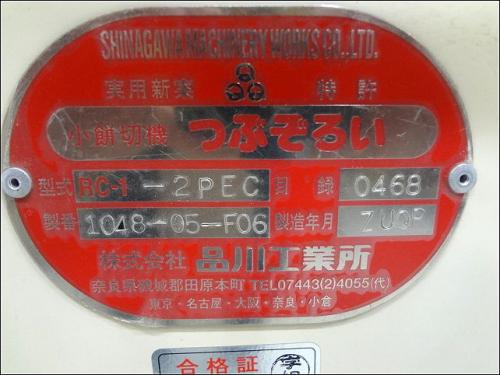 SHINAGAWA MACHINERY WORKS CO., LTD.
実用新案 特許
小餅切機 つぶぞろい
型式 RC-1 -2PEC 目録 0468
製番 1048-05-F06 製造年月
株式会社 品川工業所
奈良県磯城郡田原本町 TEL07443(2)4055(代)
東京・名古屋・大阪・奈良・小倉
合格証